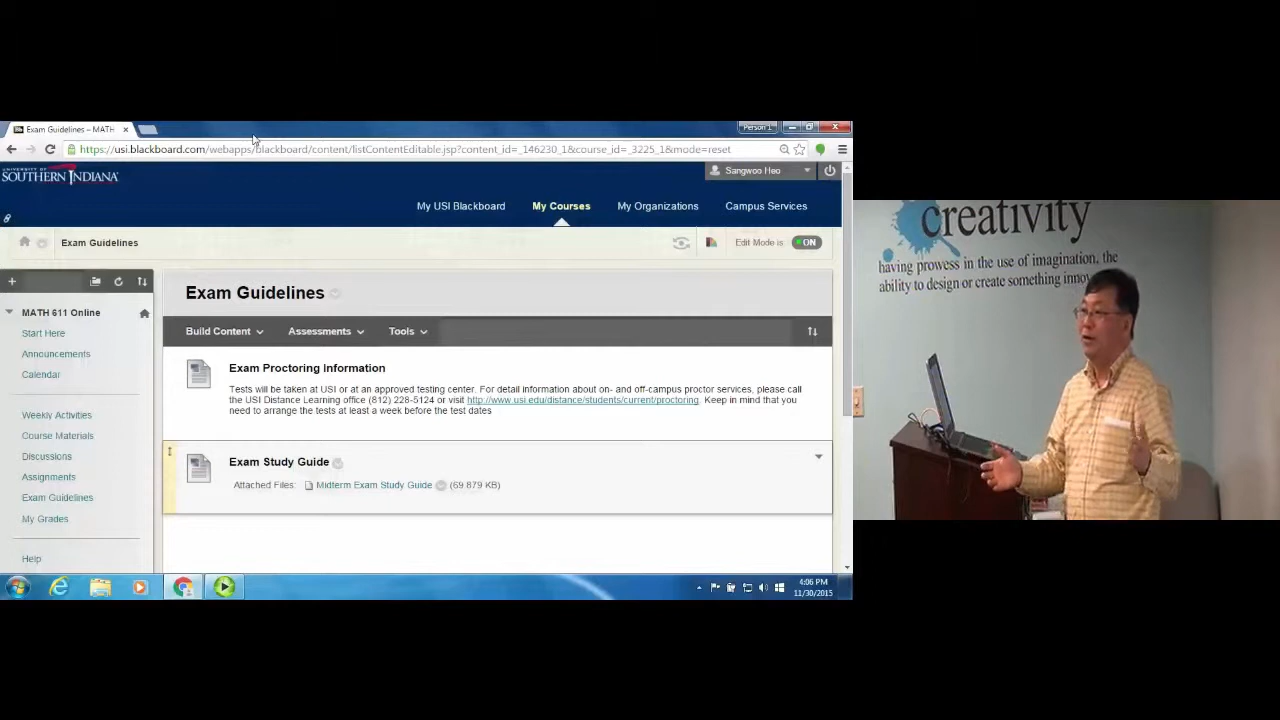 Exam Guidelines – MATH
Person 1
https://usi.blackboard.com/webapps/blackboard/content/listContentEditable.jsp?content_id=_146230_1&course_id=_3225_1&mode=reset
UNIVERSITY OF
SOUTHERN INDIANA
Sangwoo Heo
My USI Blackboard
My Courses
My Organizations
Campus Services
Exam Guidelines
Edit Mode is
ON
MATH 611 Online
Start Here
Announcements
Calendar
Weekly Activities
Course Materials
Discussions
Assignments
Exam Guidelines
My Grades
Help
Exam Guidelines
Build Content
Assessments
Tools
Exam Proctoring Information
Tests will be taken at USI or at an approved testing center. For detail information about on- and off-campus proctor services, please call
the USI Distance Learning office (812) 228-5124 or visit http://www.usi.edu/distance/students/current/proctoring. Keep in mind that you
need to arrange the tests at least a week before the test dates
Exam Study Guide
Attached Files: Midterm Exam Study Guide (69.879 KB)
4:06 PM
11/30/2015
creativity
having prowess in the use of imagination, the
ability to design or create something